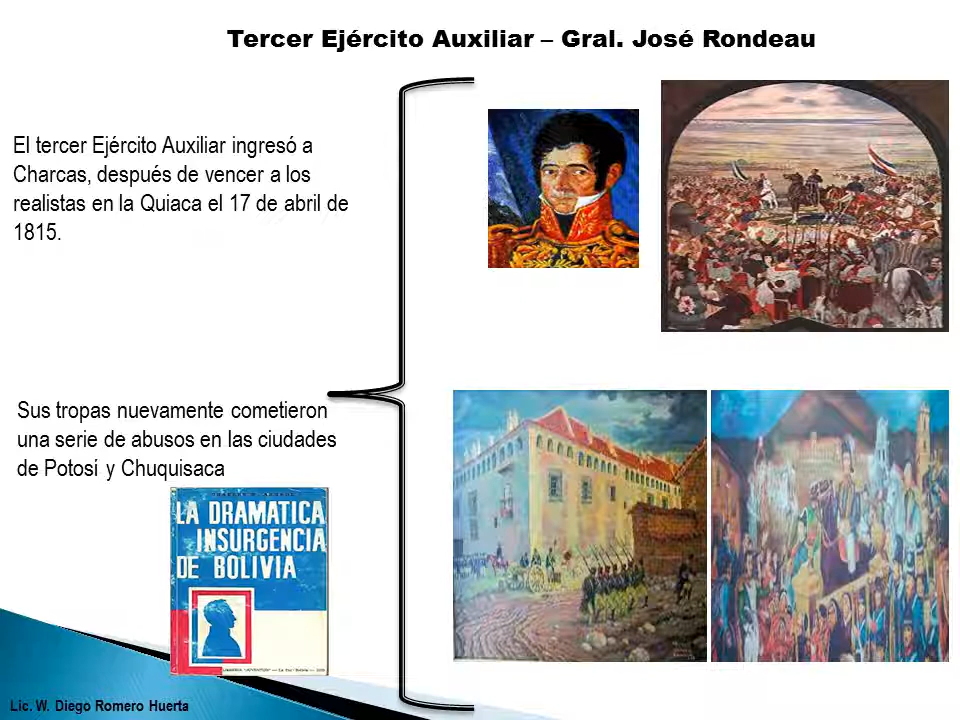 Tercer Ejército Auxiliar – Gral. José Rondeau
El tercer Ejército Auxiliar ingresó a
Charcas, después de vencer a los
realistas en la Quiaca el 17 de abril de
1815.
Sus tropas nuevamente cometieron
una serie de abusos en las ciudades
de Potosí y Chuquisaca
LA DRAMATICA
INSURGENCIA
DE BOLIVIA
Lic. W. Diego Romero Huerta